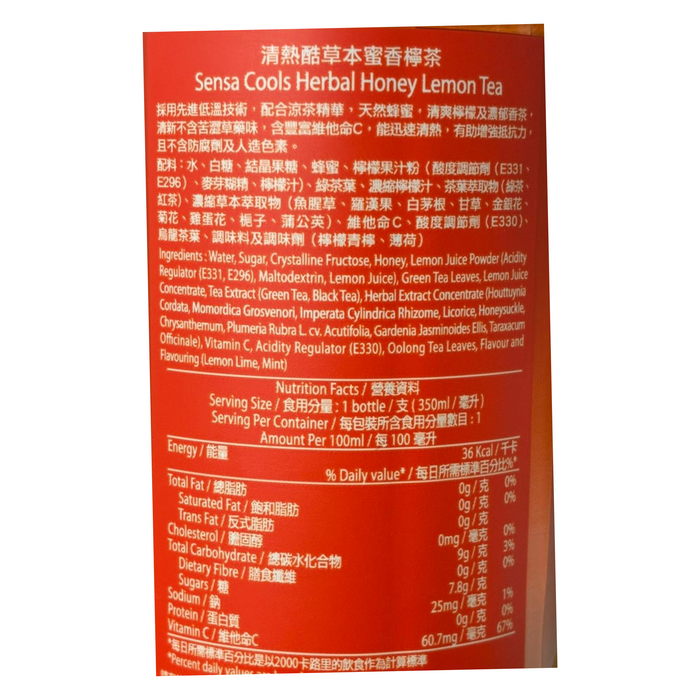 清熱酷草本蜜香檸茶
Sensa Cools Herbal Honey Lemon Tea
採用先進低溫技術，配合涼茶精華，天然蜂蜜，清爽檸檬及濃郁香茶，
清新不含苦澀草藥味，含豐富維他命C，能迅速清熱，有助增強抵抗力，
且不含防腐劑及人造色素。
配料：水、白糖、結晶果糖、蜂蜜、檸檬果汁粉（酸度調節劑（E331、
E296）、麥芽糊精、檸檬汁）、綠茶葉、濃縮檸檬汁、茶葉萃取物（綠茶、
紅茶）、濃縮草本萃取物（魚腥草、羅漢果、白茅根、甘草、金銀花、
菊花、雞蛋花、梔子、蒲公英）、維他命C、酸度調節劑（E330）、
烏龍茶葉、調味料及調味劑（檸檬青檸、薄荷）
Ingredients : Water, Sugar, Crystalline Fructose, Honey, Lemon Juice Powder (Acidity
Regulator (E331, E296), Maltodextrin, Lemon Juice), Green Tea Leaves, Lemon Juice
Concentrate, Tea Extract (Green Tea, Black Tea), Herbal Extract Concentrate (Houttuynia
Cordata, Momordica Grosvenori, Imperata Cylindrica Rhizome, Licorice, Honeysuckle,
Chrysanthemum, Plumeria Rubra L. cv. Acutifolia, Gardenia Jasminoides Ellis, Taraxacum
Officinale), Vitamin C, Acidity Regulator (E330), Oolong Tea Leaves, Flavour and
Flavouring (Lemon Lime, Mint)
Nutrition Facts / 營養資料
Serving Size / 食用分量 : 1 bottle / 支 ( 350ml / 毫升 )
Serving Per Container / 每包裝所含食用分量數目 : 1
Amount Per 100ml / 每 100 毫升
Energy / 能量 36 Kcal / 千卡
% Daily value* / 每日所需標準百分比%*
Total Fat / 總脂肪 0g / 克 0%
Saturated Fat / 飽和脂肪 0g / 克 0%
Trans Fat / 反式脂肪 0g / 克
Cholesterol / 膽固醇 0mg / 毫克 0%
Total Carbohydrate / 總碳水化合物 9g / 克 3%
Dietary Fibre / 膳食纖維 0g / 克 0%
Sugars / 糖 7.8g / 克
Sodium / 鈉 25mg / 毫克 1%
Protein / 蛋白質 0g / 克 0%
Vitamin C / 維他命C 60.7mg / 毫克 67%
*每日所需標準百分比是以2000卡路里的飲食作為計算標準
*Percent daily values